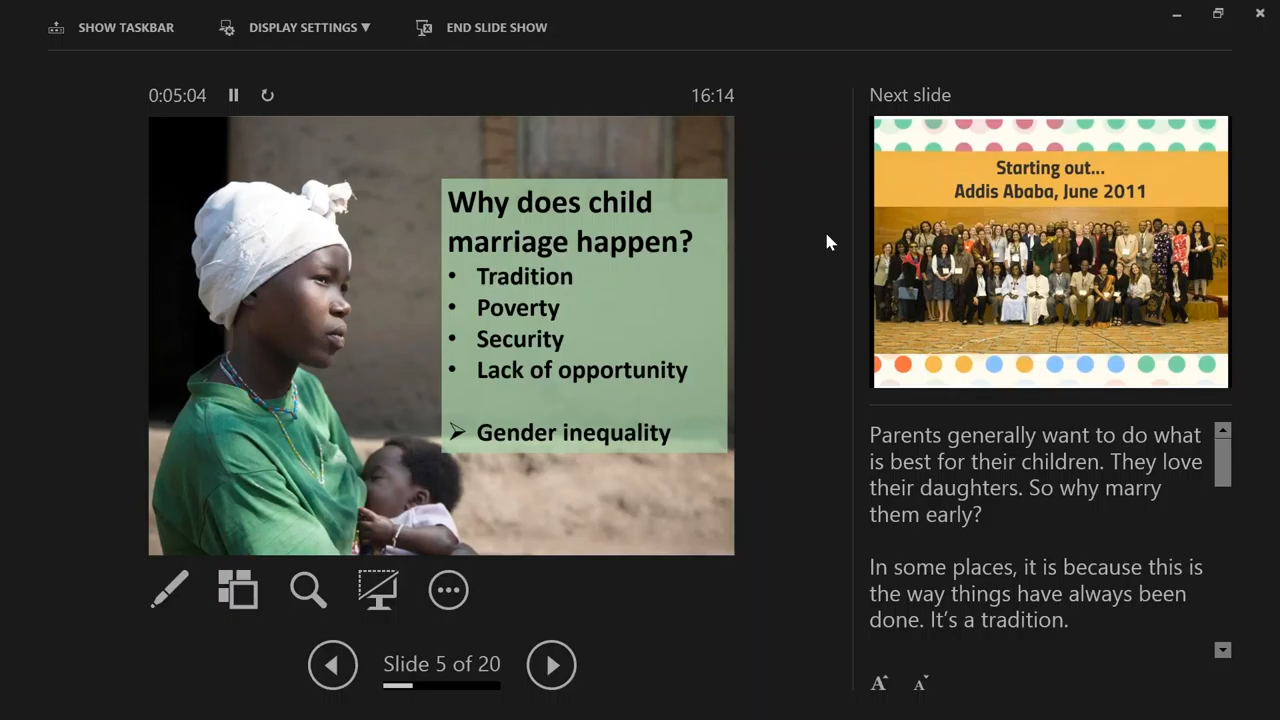 SHOW TASKBAR
DISPLAY SETTINGS ▼
END SLIDE SHOW
0:05:04
16:14
Why does child
marriage happen?
• Tradition
• Poverty
• Security
• Lack of opportunity
➢ Gender inequality
Slide 5 of 20
Next slide
Starting out...
Addis Ababa, June 2011
Parents generally want to do what
is best for their children. They love
their daughters. So why marry
them early?
In some places, it is because this is
the way things have always been
done. It’s a tradition.
A A